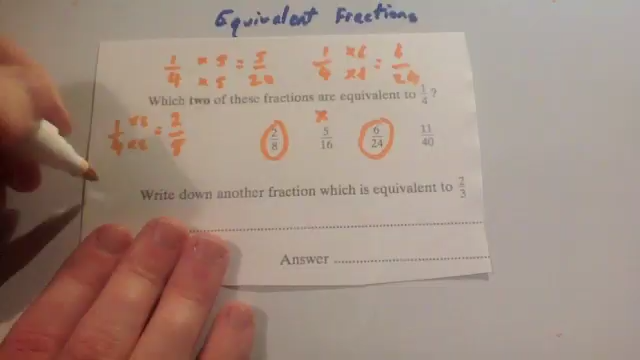 Equivalent Fractions
1/4 × 5 × 5 = 5/20 1/4 ×6 ×6 = 6/24
Which two of these fractions are equivalent to 1/4?
1/4 ×2 ×2 = 2/8
×
2/8 5/16 6/24 11/40
Write down another fraction which is equivalent to 2/3
Answer